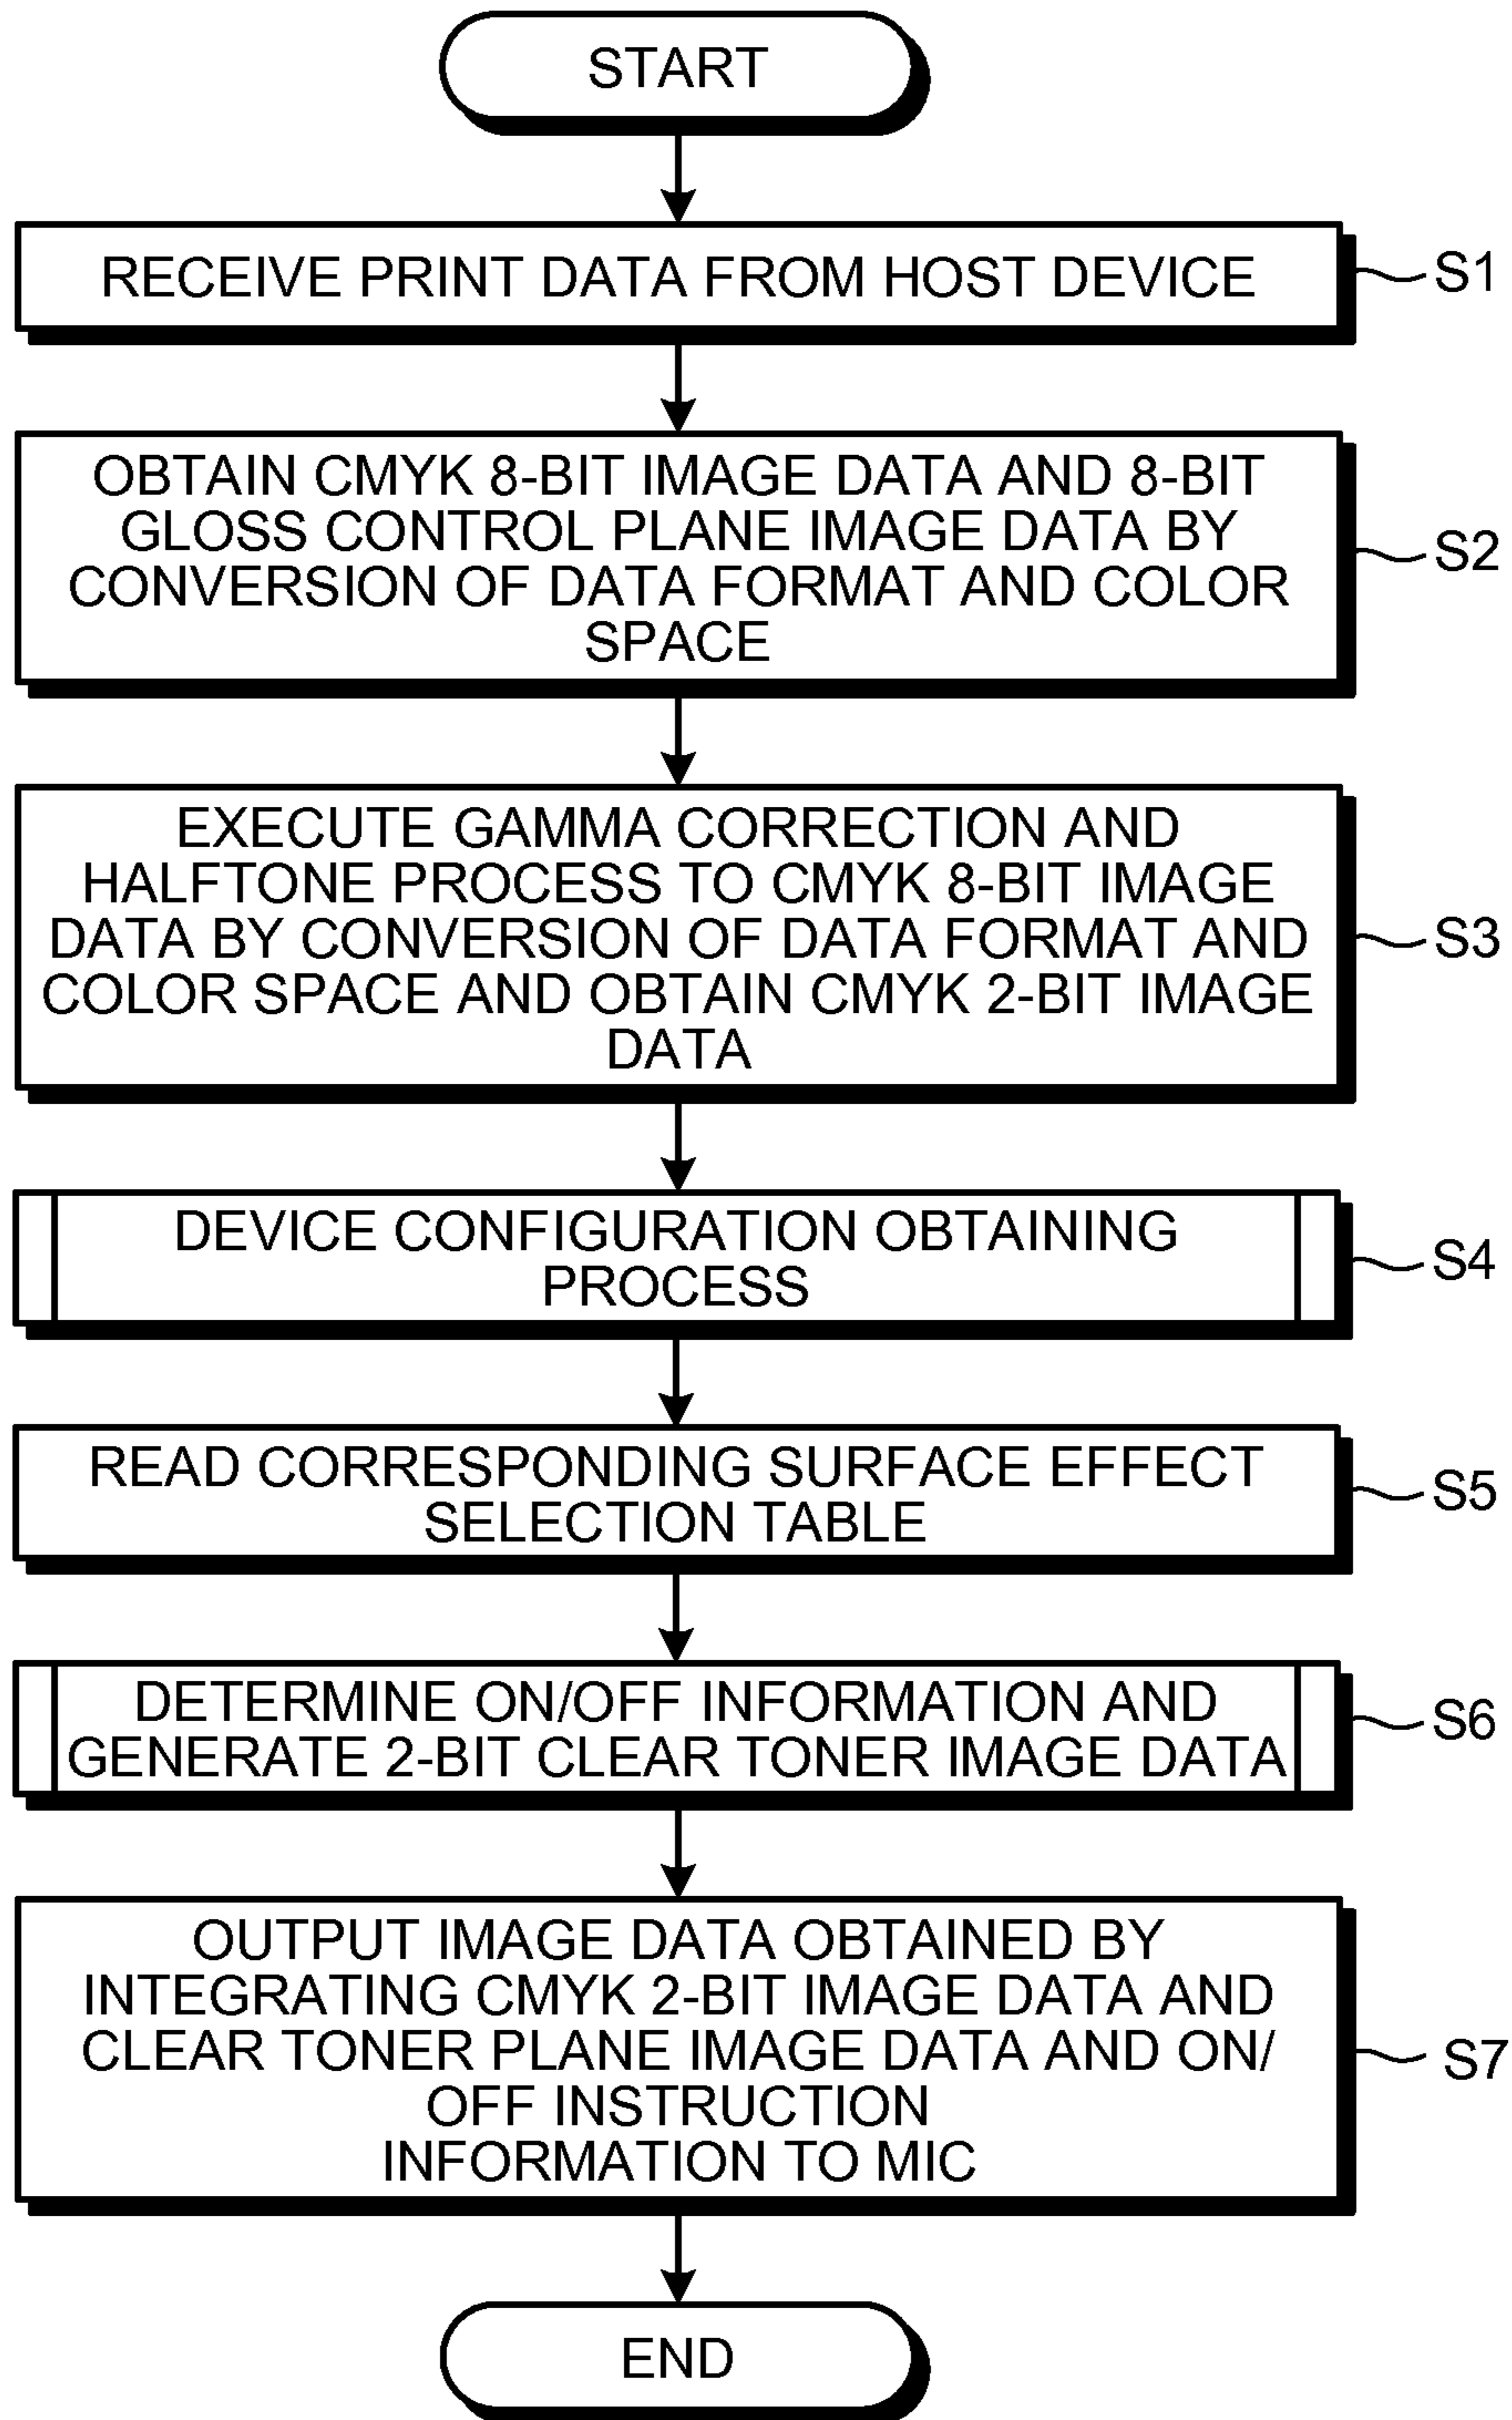 START
RECEIVE PRINT DATA FROM HOST DEVICE
S1
OBTAIN CMYK 8-BIT IMAGE DATA AND 8-BIT
GLOSS CONTROL PLANE IMAGE DATA BY
CONVERSION OF DATA FORMAT AND COLOR
SPACE
S2
EXECUTE GAMMA CORRECTION AND
HALFTONE PROCESS TO CMYK 8-BIT IMAGE
DATA BY CONVERSION OF DATA FORMAT AND
COLOR SPACE AND OBTAIN CMYK 2-BIT IMAGE
DATA
S3
DEVICE CONFIGURATION OBTAINING
PROCESS
S4
READ CORRESPONDING SURFACE EFFECT
SELECTION TABLE
S5
DETERMINE ON/OFF INFORMATION AND
GENERATE 2-BIT CLEAR TONER IMAGE DATA
S6
OUTPUT IMAGE DATA OBTAINED BY
INTEGRATING CMYK 2-BIT IMAGE DATA AND
CLEAR TONER PLANE IMAGE DATA AND ON/
OFF INSTRUCTION
INFORMATION TO MIC
S7
END